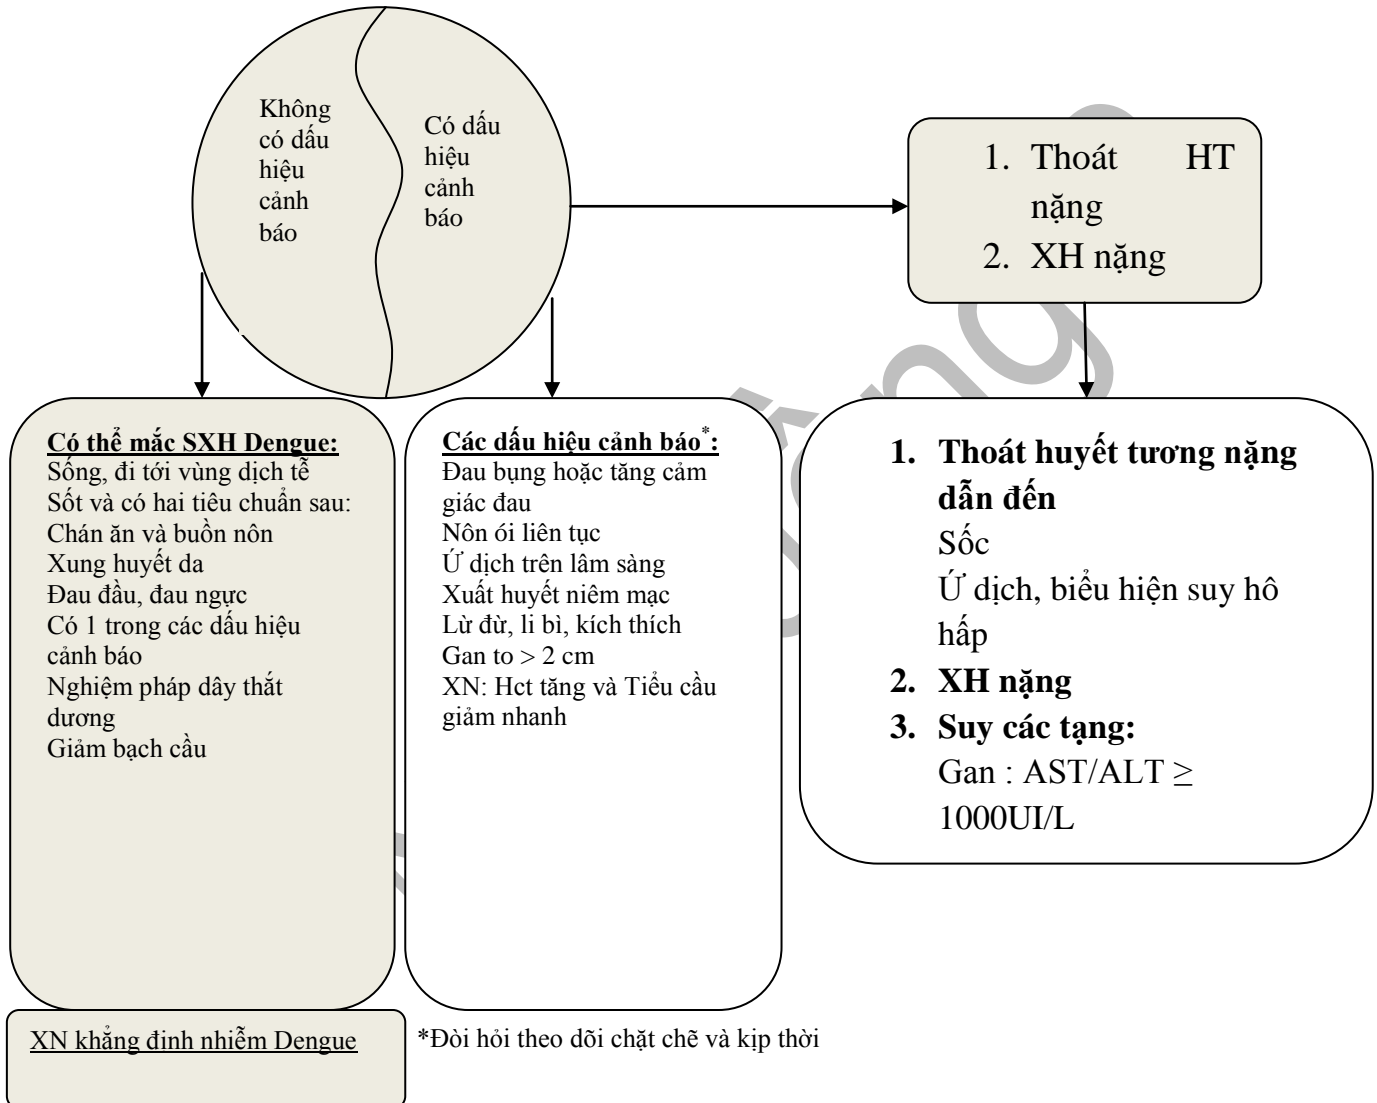 Không
có dấu
hiệu
cảnh
báo
Có dấu
hiệu
cảnh
báo
1. Thoát HT
nặng
2. XH nặng
Có thể mắc SXH Dengue:
Sống, đi tới vùng dịch tễ
Sốt và có hai tiêu chuẩn sau:
Chán ăn và buồn nôn
Xung huyết da
Đau đầu, đau ngực
Có 1 trong các dấu hiệu
cảnh báo
Nghiệm pháp dây thắt
dương
Giảm bạch cầu
Các dấu hiệu cảnh báo*:
Đau bụng hoặc tăng cảm
giác đau
Nôn ói liên tục
Ứ dịch trên lâm sàng
Xuất huyết niêm mạc
Lừ đừ, li bì, kích thích
Gan to > 2 cm
XN: Hct tăng và Tiểu cầu
giảm nhanh
1. Thoát huyết tương nặng
dẫn đến
Sốc
Ứ dịch, biểu hiện suy hô
hấp
2. XH nặng
3. Suy các tạng:
Gan : AST/ALT ≥
1000UI/L
XN khẳng định nhiễm Dengue
*Đòi hỏi theo dõi chặt chẽ và kịp thời